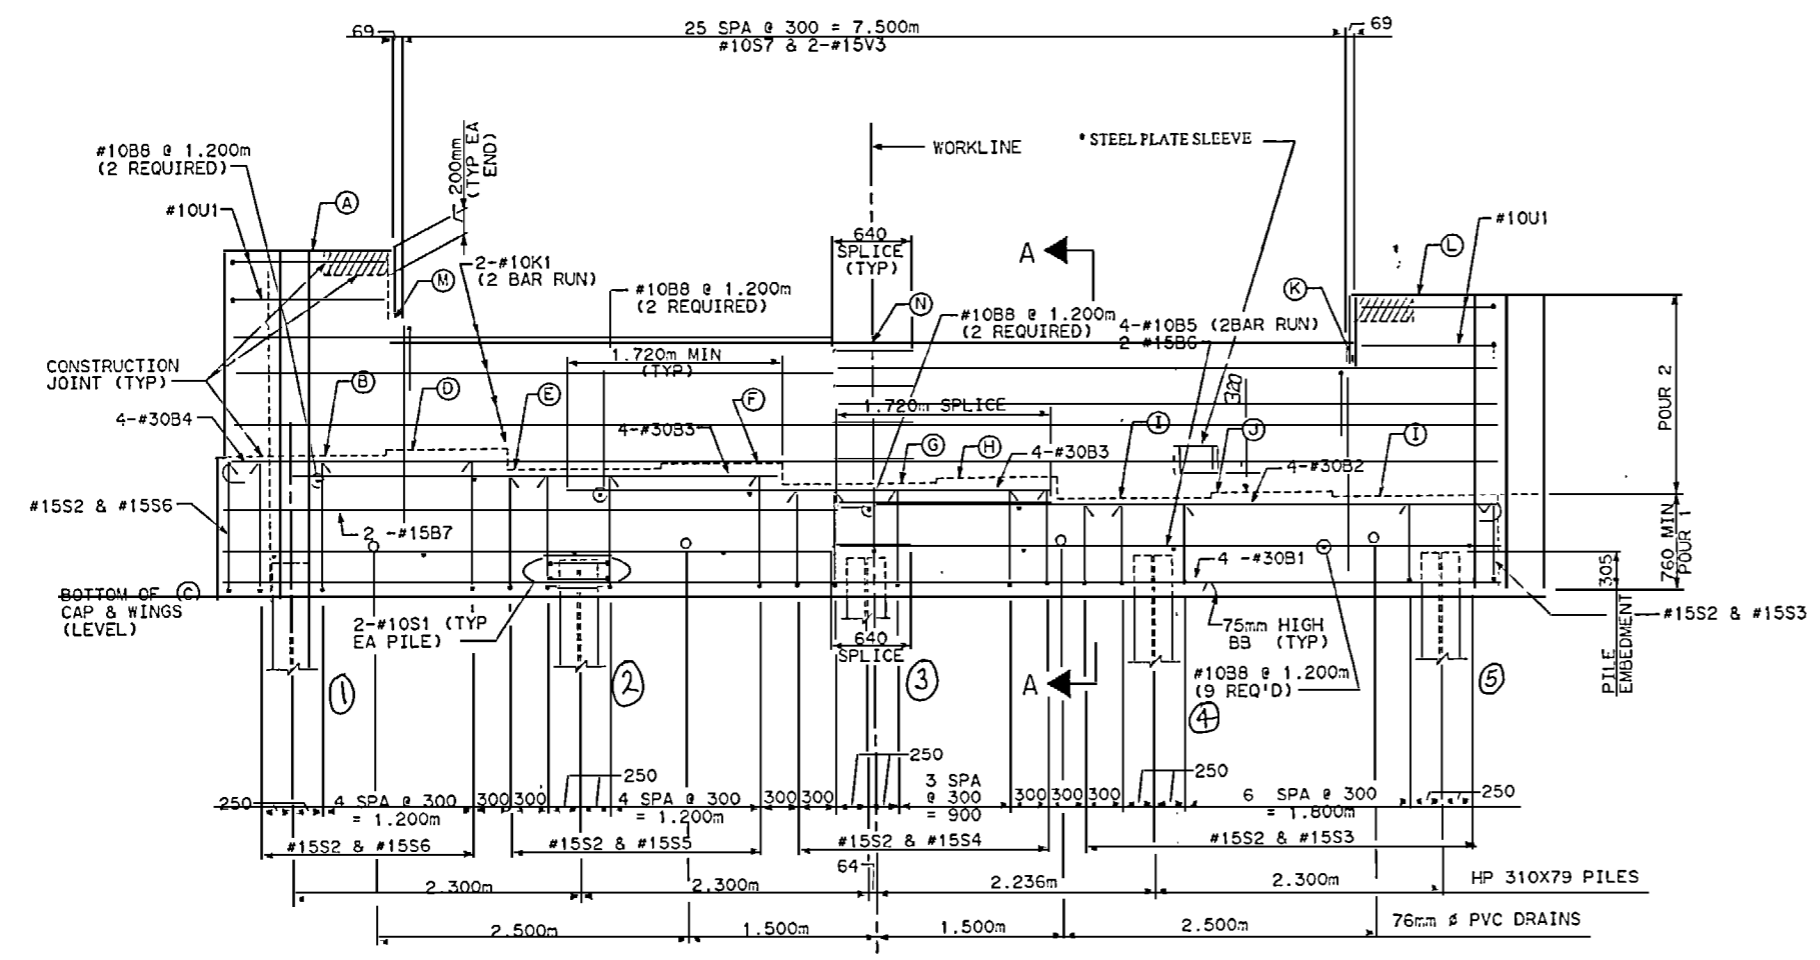 69
25 SPA @ 300 = 7.500m
#10S7 & 2-#15V3
69
#10B8 @ 1.200m
(2 REQUIRED)
200mm
(TYP EA
END)
WORKLINE
* STEEL PLATE SLEEVE
A
#10U1
#10U1
L
640
SPLICE
(TYP)
A
2-#10K1
(2 BAR RUN)
M
#10B8 @ 1.200m
(2 REQUIRED)
N
K
#10B8 @ 1.200m
(2 REQUIRED)
4-#10B5 (2BAR RUN)
2-#15B6
1.720m MIN
(TYP)
CONSTRUCTION
JOINT (TYP)
B
D
E
F
320
1.720m SPLICE
4-#30B4
4-#30B3
G
H
4-#30B3
I
J
I
4-#30B2
POUR 2
#15S2 & #15S6
2 -#15B7
4 -#30B1
305
760 MIN
POUR 1
BOTTOM OF C
CAP & WINGS
(LEVEL)
2-#10S1 (TYP
EA PILE)
640
SPLICE
75mm HIGH
BB (TYP)
#15S2 & #15S3
PILE
EMBEDMENT
1
2
3
A
#10B8 @ 1.200m
(9 REQ'D)
4
5
250
4 SPA @ 300
= 1.200m
300
300
250
4 SPA @ 300
= 1.200m
300
300
250
3 SPA
@ 300
= 900
300
300
300
250
6 SPA @ 300
= 1.800m
250
#15S2 & #15S6
#15S2 & #15S5
#15S2 & #15S4
#15S2 & #15S3
64
2.300m
2.300m
2.236m
2.300m
HP 310X79 PILES
2.500m
1.500m
1.500m
2.500m
76mm ø PVC DRAINS